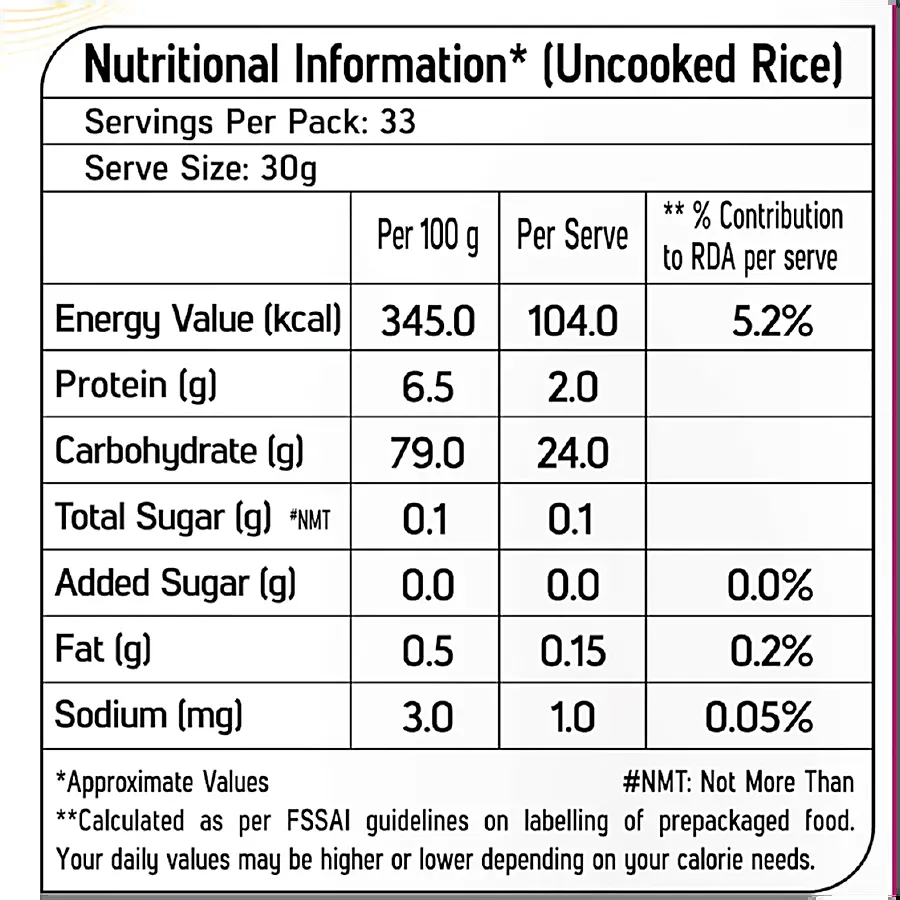 Nutritional Information* (Uncooked Rice)
Servings Per Pack: 33
Serve Size: 30g
Per 100 g Per Serve ** % Contribution to RDA per serve
Energy Value (kcal) 345.0 104.0 5.2%
Protein (g) 6.5 2.0
Carbohydrate (g) 79.0 24.0
Total Sugar (g) #NMT 0.1 0.1
Added Sugar (g) 0.0 0.0 0.0%
Fat (g) 0.5 0.15 0.2%
Sodium (mg) 3.0 1.0 0.05%
*Approximate Values #NMT: Not More Than
**Calculated as per FSSAI guidelines on labelling of prepackaged food.
Your daily values may be higher or lower depending on your calorie needs.